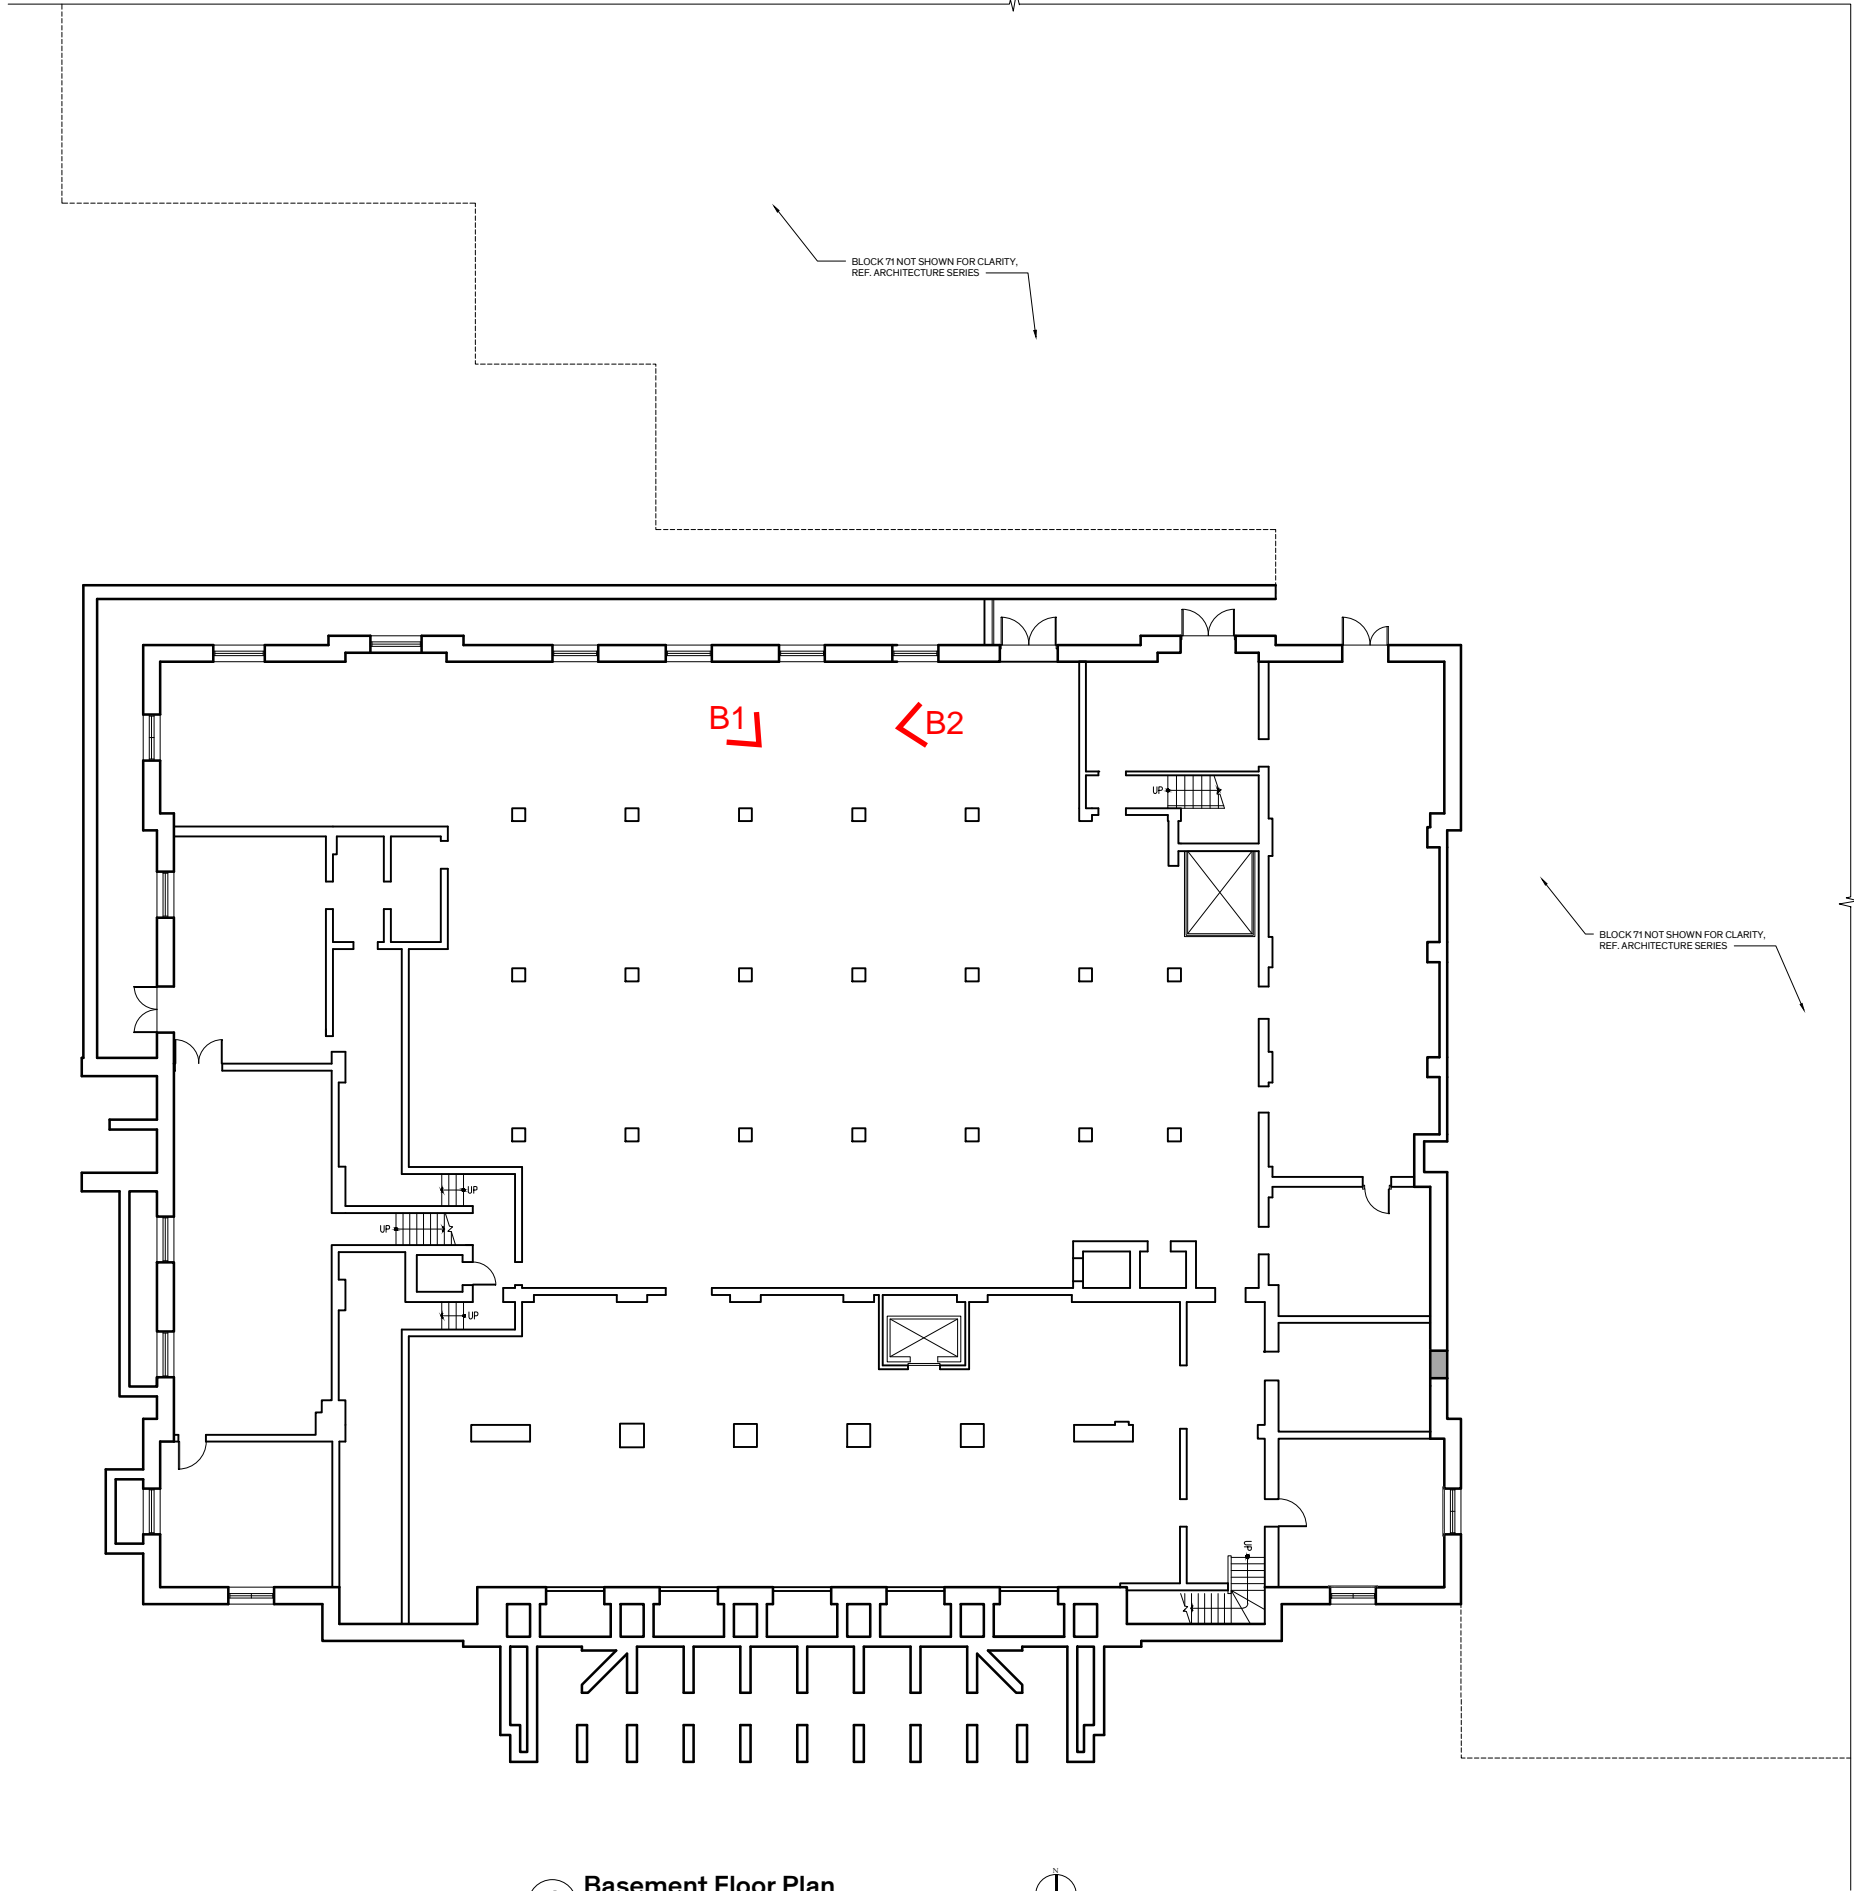 BLOCK 71 NOT SHOWN FOR CLARITY,
REF. ARCHITECTURE SERIES
B1
B2
UP
BLOCK 71 NOT SHOWN FOR CLARITY,
REF. ARCHITECTURE SERIES
UP
UP
UP
UP
N
Basement Floor Plan